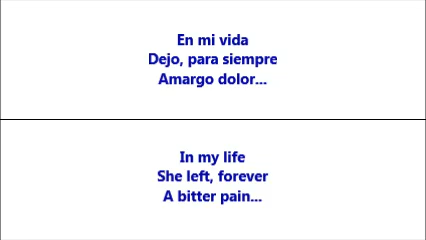 En mi vida
Dejo, para siempre
Amargo dolor...
In my life
She left, forever
A bitter pain...